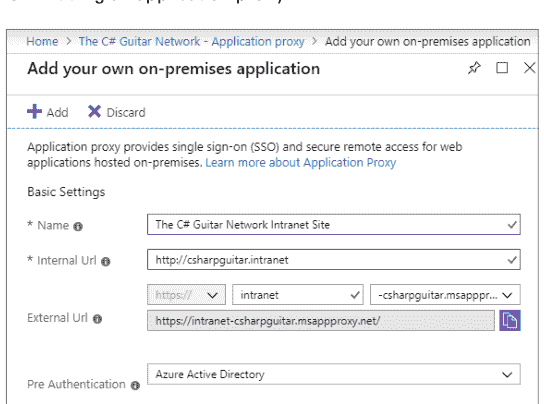 Home > The C# Guitar Network - Application proxy > Add your own on-premises application
Add your own on-premises application
Add Discard
Application proxy provides single sign-on (SSO) and secure remote access for web
applications hosted on-premises. Learn more about Application Proxy
Basic Settings
* Name The C# Guitar Network Intranet Site
* Internal Url http://csharpguitar.intranet
https:// intranet -csharpguitar.msapppr...
External Url https://intranet-csharpguitar.msappproxy.net/
Pre Authentication Azure Active Directory